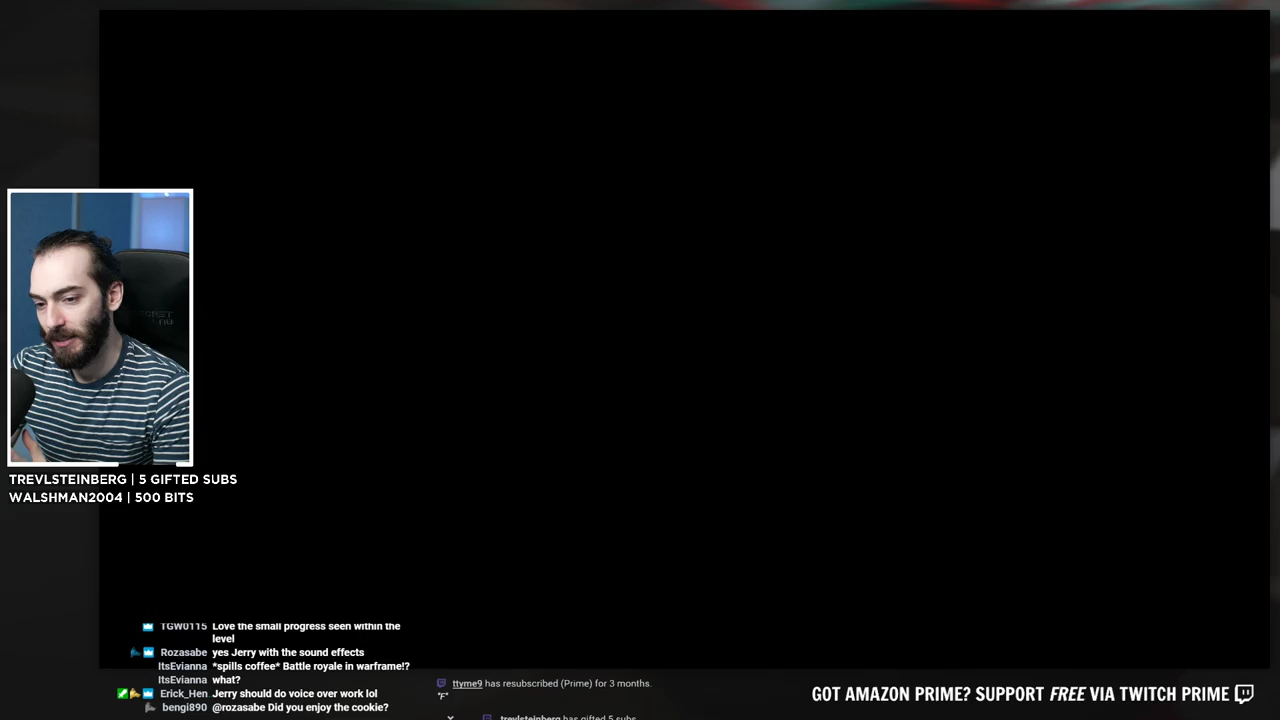 TREVLSTEINBERG | 5 GIFTED SUBS
WALSHMAN2004 | 500 BITS
TGW0115 Love the small progress seen within the
level
Rozasabe yes Jerry with the sound effects
ItsEvianna *spills coffee* Battle royale in warframe!?
ItsEvianna what?
Erick_Hen Jerry should do voice over work lol
bengi890 @rozasabe Did you enjoy the cookie?
ttyme9 has resubscribed (Prime) for 3 months.
"F"
trevlsteinberg has gifted 5 subs
GOT AMAZON PRIME? SUPPORT FREE VIA TWITCH PRIME